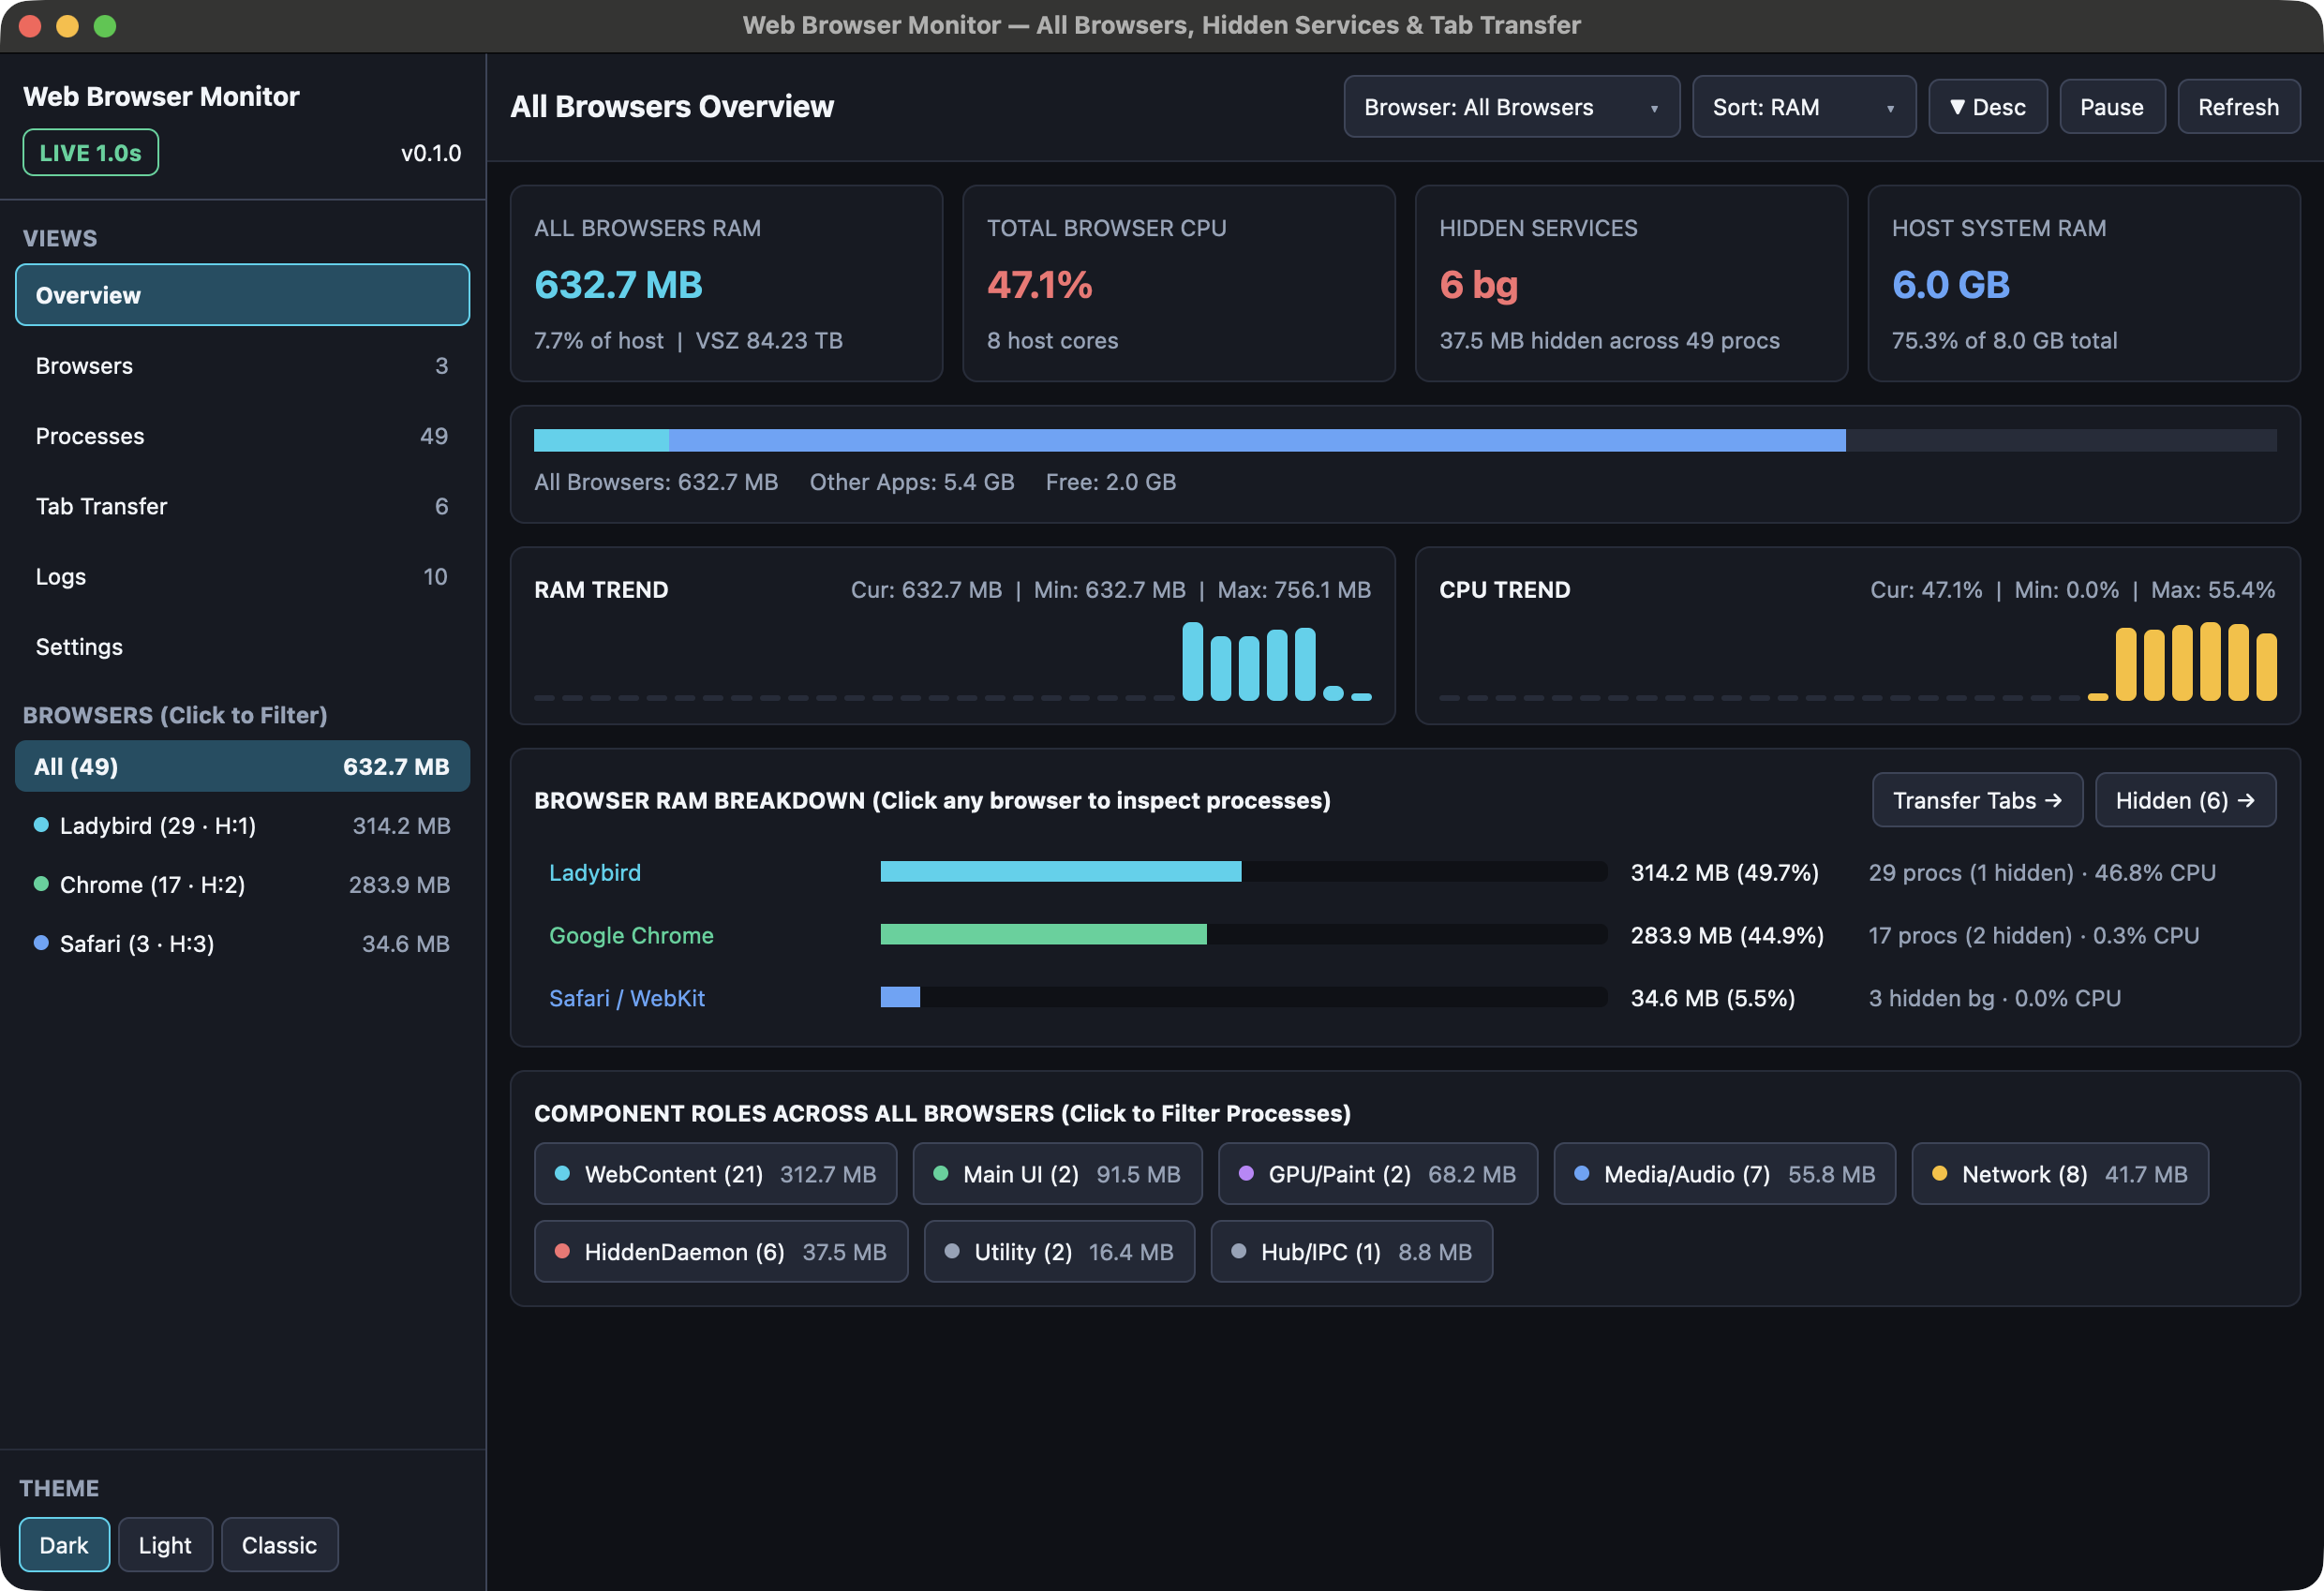 Web Browser Monitor — All Browsers, Hidden Services & Tab Transfer
Web Browser Monitor
LIVE 1.0s
v0.1.0
VIEWS
Overview
Browsers 3
Processes 49
Tab Transfer 6
Logs 10
Settings
BROWSERS (Click to Filter)
All (49) 632.7 MB
Ladybird (29 · H:1) 314.2 MB
Chrome (17 · H:2) 283.9 MB
Safari (3 · H:3) 34.6 MB
THEME
Dark Light Classic
All Browsers Overview
Browser: All Browsers ▾ Sort: RAM ▾ ▼ Desc Pause Refresh
ALL BROWSERS RAM
632.7 MB
7.7% of host | VSZ 84.23 TB
TOTAL BROWSER CPU
47.1%
8 host cores
HIDDEN SERVICES
6 bg
37.5 MB hidden across 49 procs
HOST SYSTEM RAM
6.0 GB
75.3% of 8.0 GB total
All Browsers: 632.7 MB Other Apps: 5.4 GB Free: 2.0 GB
RAM TREND Cur: 632.7 MB | Min: 632.7 MB | Max: 756.1 MB
CPU TREND Cur: 47.1% | Min: 0.0% | Max: 55.4%
BROWSER RAM BREAKDOWN (Click any browser to inspect processes) Transfer Tabs → Hidden (6) →
Ladybird 314.2 MB (49.7%) 29 procs (1 hidden) · 46.8% CPU
Google Chrome 283.9 MB (44.9%) 17 procs (2 hidden) · 0.3% CPU
Safari / WebKit 34.6 MB (5.5%) 3 hidden bg · 0.0% CPU
COMPONENT ROLES ACROSS ALL BROWSERS (Click to Filter Processes)
WebContent (21) 312.7 MB Main UI (2) 91.5 MB GPU/Paint (2) 68.2 MB Media/Audio (7) 55.8 MB Network (8) 41.7 MB
HiddenDaemon (6) 37.5 MB Utility (2) 16.4 MB Hub/IPC (1) 8.8 MB